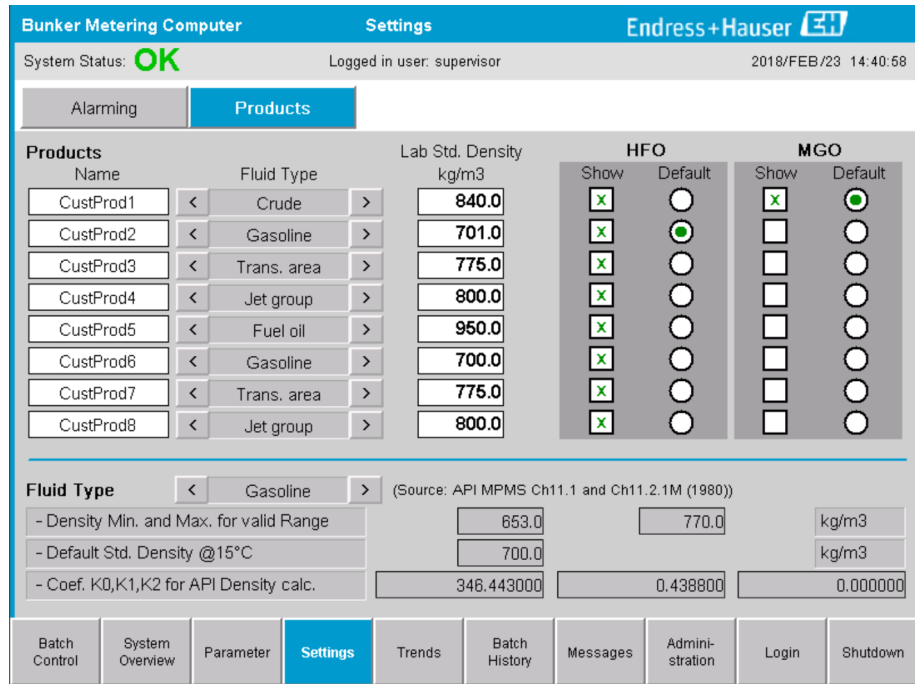 Bunker Metering Computer Settings Endress+Hauser EH
System Status: OK Logged in user: supervisor 2018/FEB/23 14:40:58
Alarming Products
Products Lab Std. Density HFO MGO
Name Fluid Type kg/m3 Show Default Show Default
CustProd1 < Crude > 840.0 x x
CustProd2 < Gasoline > 701.0 x
CustProd3 < Trans. area > 775.0 x
CustProd4 < Jet group > 800.0 x
CustProd5 < Fuel oil > 950.0 x
CustProd6 < Gasoline > 700.0 x
CustProd7 < Trans. area > 775.0 x
CustProd8 < Jet group > 800.0 x
Fluid Type < Gasoline > (Source: API MPMS Ch11.1 and Ch11.2.1M (1980))
- Density Min. and Max. for valid Range 653.0 770.0 kg/m3
- Default Std. Density @15°C 700.0 kg/m3
- Coef. K0,K1,K2 for API Density calc. 346.443000 0.438800 0.000000
Batch Control System Overview Parameter Settings Trends Batch History Messages Admini-stration Login Shutdown